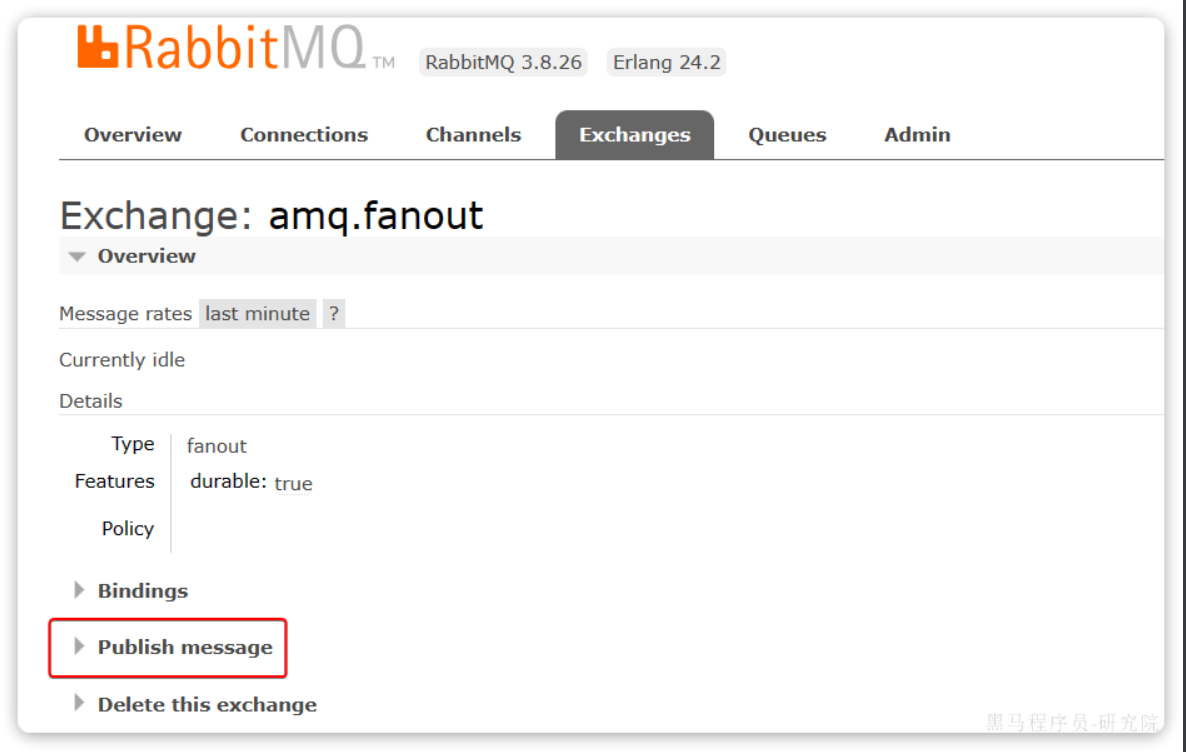 RabbitMQ TM RabbitMQ 3.8.26 Erlang 24.2
Overview Connections Channels Exchanges Queues Admin
Exchange: amq.fanout
Overview
Message rates last minute ?
Currently idle
Details
Type fanout
Features durable: true
Policy
Bindings
Publish message
Delete this exchange
黑马程序员-研究院